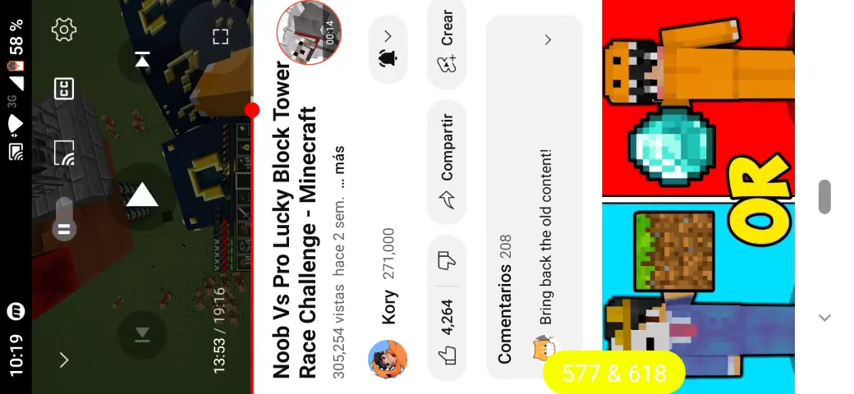 10:19
3G
58 %
CC
13:53 / 19:16
00:14
Noob Vs Pro Lucky Block Tower
Race Challenge - Minecraft
305,254 vistas hace 2 sem. ... más
Kory 271,000
4,264
Compartir
Crear
Comentarios 208
Bring back the old content!
OR
577 & 618